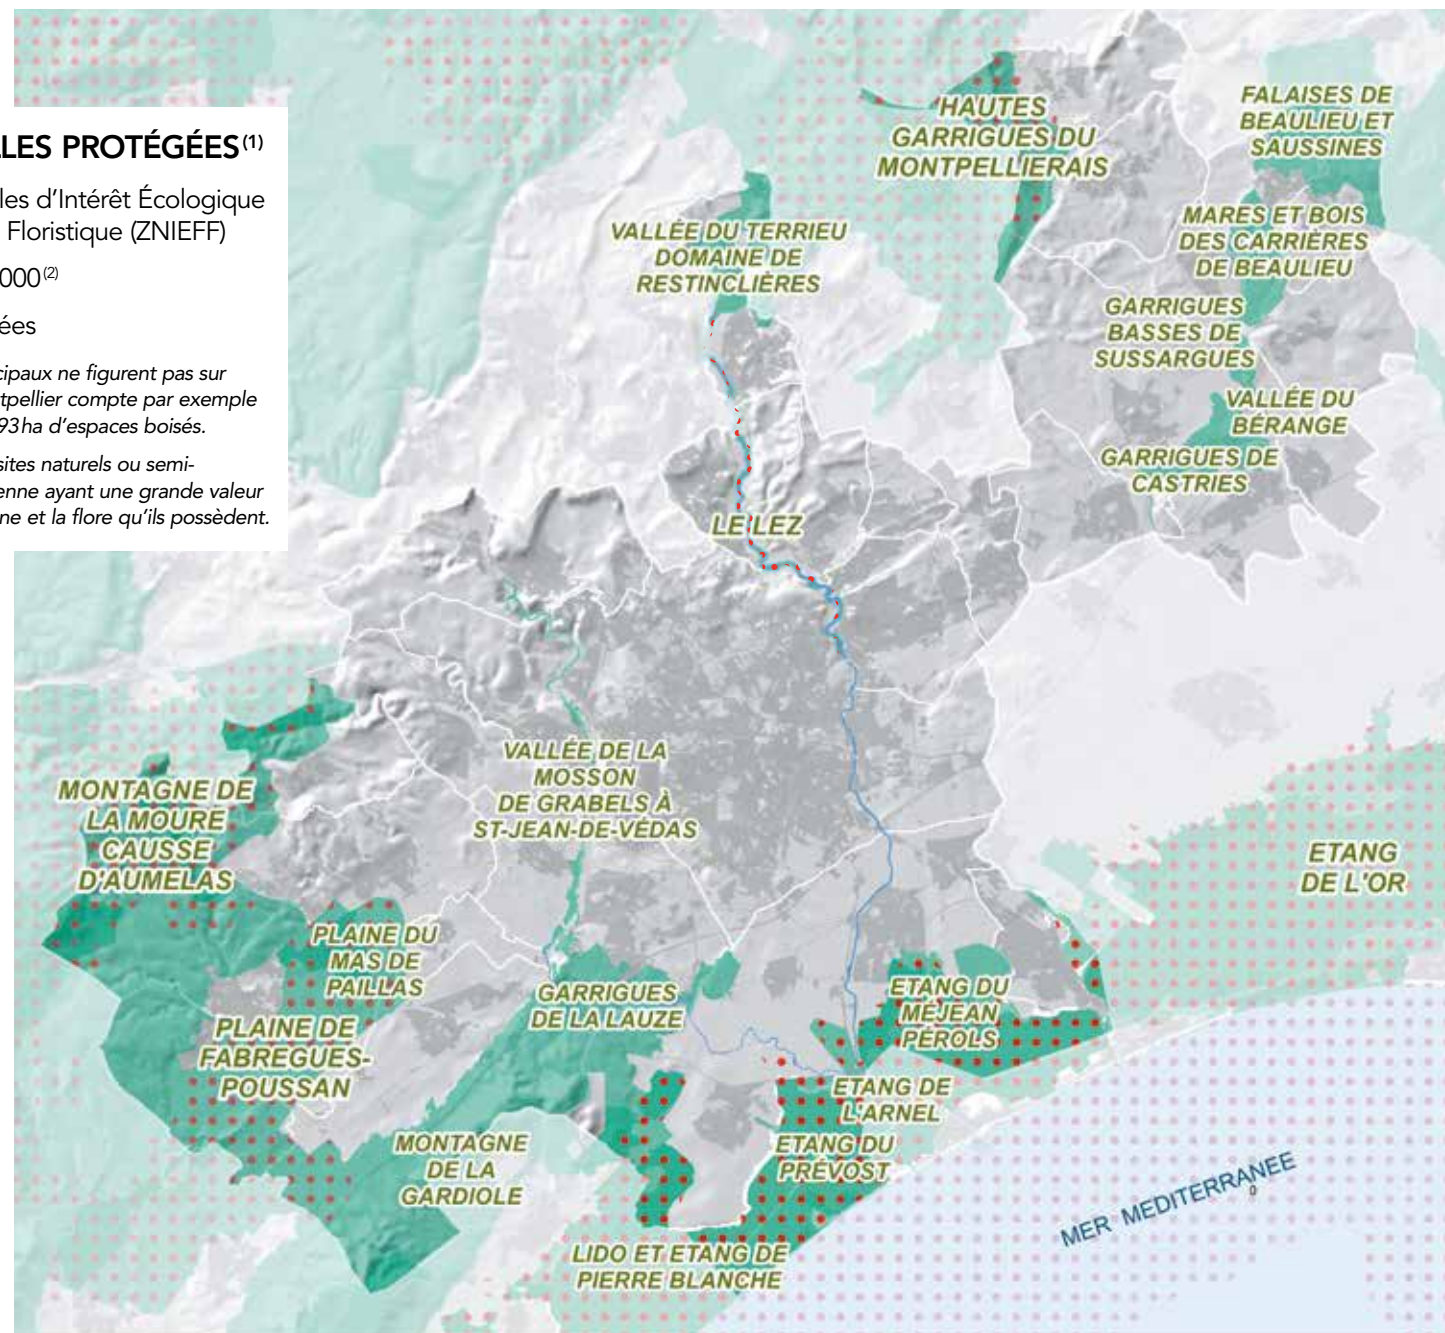 LLES PROTÉGÉES(1)
les d'Intérêt Écologique
Floristique (ZNIEFF)
000(2)
ées
cipaux ne figurent pas sur
tpellier compte par exemple
93ha d'espaces boisés.
sites naturels ou semi-
enne ayant une grande valeur
ne et la flore qu'ils possèdent.
HAUTES
GARRIGUES DU
MONTPELLIERAIS
FALAISES DE
BEAULIEU ET
SAUSSINES
VALLÉE DU TERRIEU
DOMAINE DE
RESTINCLIÈRES
MARES ET BOIS
DES CARRIÈRES
DE BEAULIEU
GARRIGUES
BASSES DE
SUSSARGUES
VALLÉE DU
BÉRANGE
GARRIGUES DE
CASTRIES
LE LEZ
VALLÉE DE LA
MOSSON
DE GRABELS À
ST-JEAN-DE-VÉDAS
MONTAGNE DE
LA MOURE
CAUSSE
D'AUMELAS
ETANG
DE L'OR
PLAINE DU
MAS DE
PAILLAS
GARRIGUES
DE LA LAUZE
ETANG DU
MÉJEAN
PÉROLS
PLAINE DE
FABREGUES-
POUSSAN
ETANG DE
L'ARNEL
MONTAGNE
DE LA
GARDIOLE
ETANG DU
PRÉVOST
MER MEDITERRANEE
0
LIDO ET ETANG DE
PIERRE BLANCHE